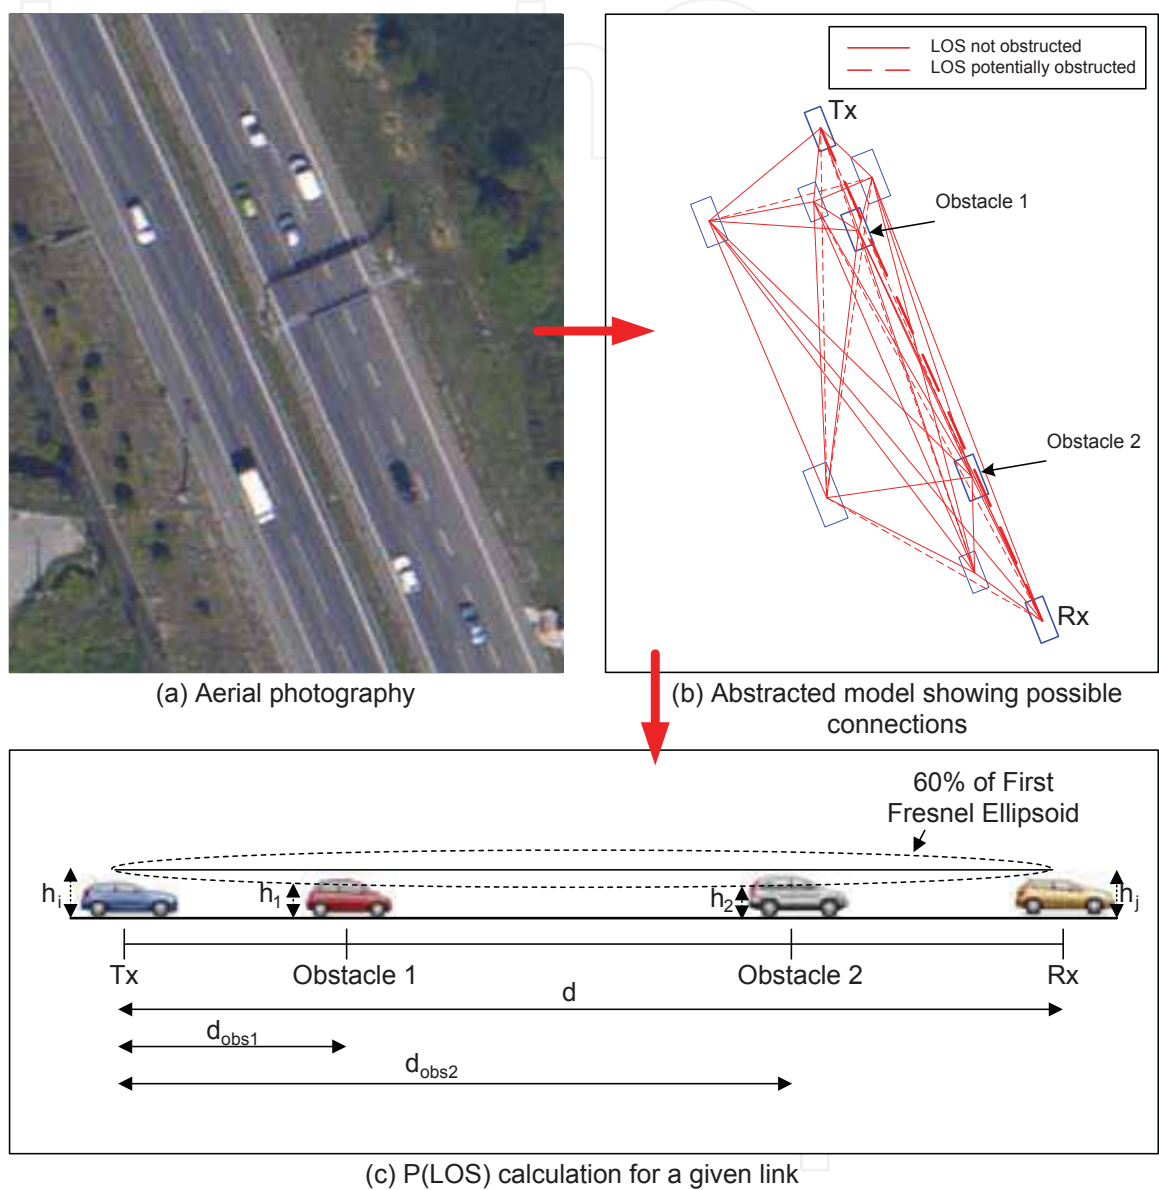 LOS not obstructed
LOS potentially obstructed
Tx
Obstacle 1
Obstacle 2
Rx
(a) Aerial photography
(b) Abstracted model showing possible
connections
60% of First
Fresnel Ellipsoid
hi
h1
h2
hj
Tx
Obstacle 1
Obstacle 2
Rx
d
dobs1
dobs2
(c) P(LOS) calculation for a given link